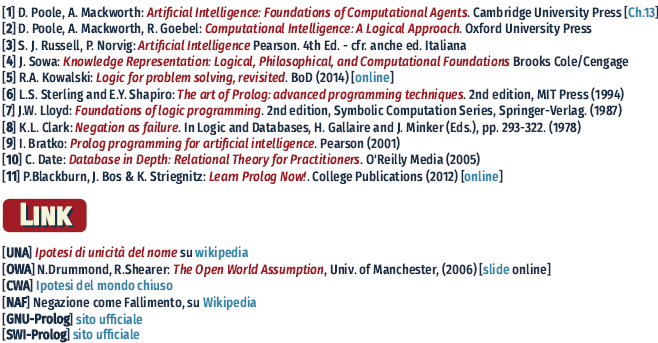 [1] D. Poole, A. Mackworth: Artificial Intelligence: Foundations of Computational Agents. Cambridge University Press [Ch.13]
[2] D. Poole, A. Mackworth, R. Goebel: Computational Intelligence: A Logical Approach. Oxford University Press
[3] S. J. Russell, P. Norvig: Artificial Intelligence Pearson. 4th Ed. - cfr. anche ed. Italiana
[4] J. Sowa: Knowledge Representation: Logical, Philosophical, and Computational Foundations Brooks Cole/Cengage
[5] R.A. Kowalski: Logic for problem solving, revisited. BoD (2014) [online]
[6] L.S. Sterling and E.Y. Shapiro: The art of Prolog: advanced programming techniques. 2nd edition, MIT Press (1994)
[7] J.W. Lloyd: Foundations of logic programming. 2nd edition, Symbolic Computation Series, Springer-Verlag. (1987)
[8] K.L. Clark: Negation as failure. In Logic and Databases, H. Gallaire and J. Minker (Eds.), pp. 293-322. (1978)
[9] I. Bratko: Prolog programming for artificial intelligence. Pearson (2001)
[10] C. Date: Database in Depth: Relational Theory for Practitioners. O'Reilly Media (2005)
[11] P.Blackburn, J. Bos & K. Striegnitz: Learn Prolog Now!. College Publications (2012) [online]
LINK
[UNA] Ipotesi di unicità del nome su wikipedia
[OWA] N.Drummond, R.Shearer: The Open World Assumption, Univ. of Manchester, (2006) [slide online]
[CWA] Ipotesi del mondo chiuso
[NAF] Negazione come Fallimento, su Wikipedia
[GNU-Prolog] sito ufficiale
[SWI-Prolog] sito ufficiale